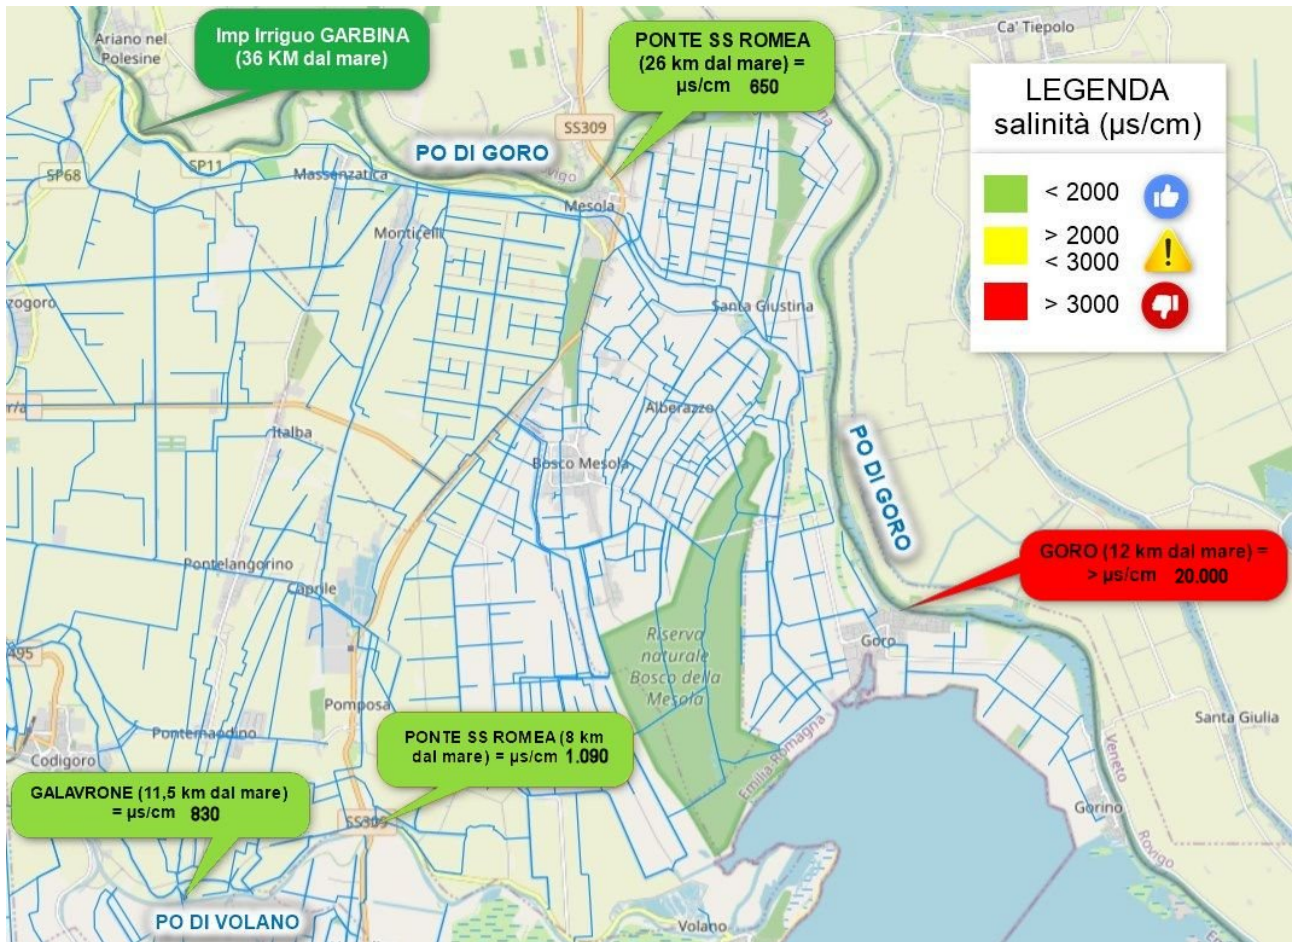 Ariano nel
Polesine
Imp Irriguo GARBINA
(36 KM dal mare)
PONTE SS ROMEA
(26 km dal mare) =
µs/cm 650
Ca' Tiepolo
LEGENDA
salinità (µs/cm)
< 2000
> 2000
< 3000
> 3000
SS309
PO DI GORO
Rovigo
SP11
SP68
Massenzatica
Mesola
Monticelli
zogoro
Santa Giustina
Alberazzo
er/a
Italba
Bosco Mesola
PO DI GORO
GORO (12 km dal mare) =
> µs/cm 20.000
Pontelangorino
Caprile
Riserva
naturale
Bosco della
Mesola
Goro
495
Pomposa
Pontemaodino
Codigoro
PONTE SS ROMEA (8 km
dal mare) = µs/cm 1.090
Santa Giulia
Emilia Romagna
Veneto
GALAVRONE (11,5 km dal mare)
= µs/cm 830
SS309
Gorino
Rovigo
PO DI VOLANO
Volano